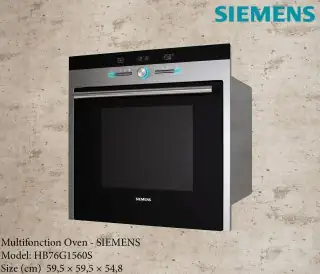 SIEMENS
SIEMENS
Multifonction Oven - SIEMENS
Model: HB76G1560S
Size (cm)  59,5 × 59,5 × 54,8